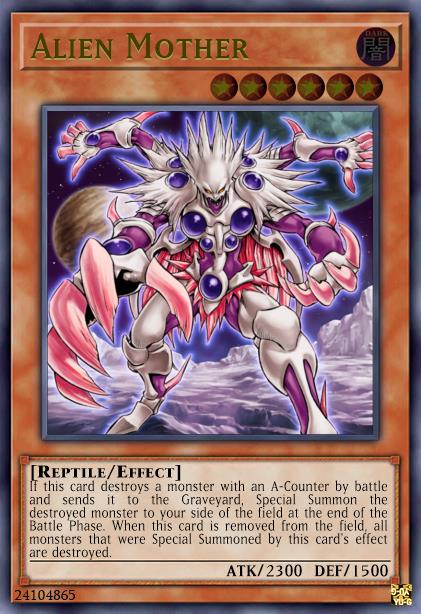 ALIEN MOTHER
DARK
闇
[REPTILE/EFFECT]
If this card destroys a monster with an A-Counter by battle
and sends it to the Graveyard, Special Summon the
destroyed monster to your side of the field at the end of the
Battle Phase. When this card is removed from the field, all
monsters that were Special Summoned by this card's effect
are destroyed.
ATK/2300 DEF/1500
24104865